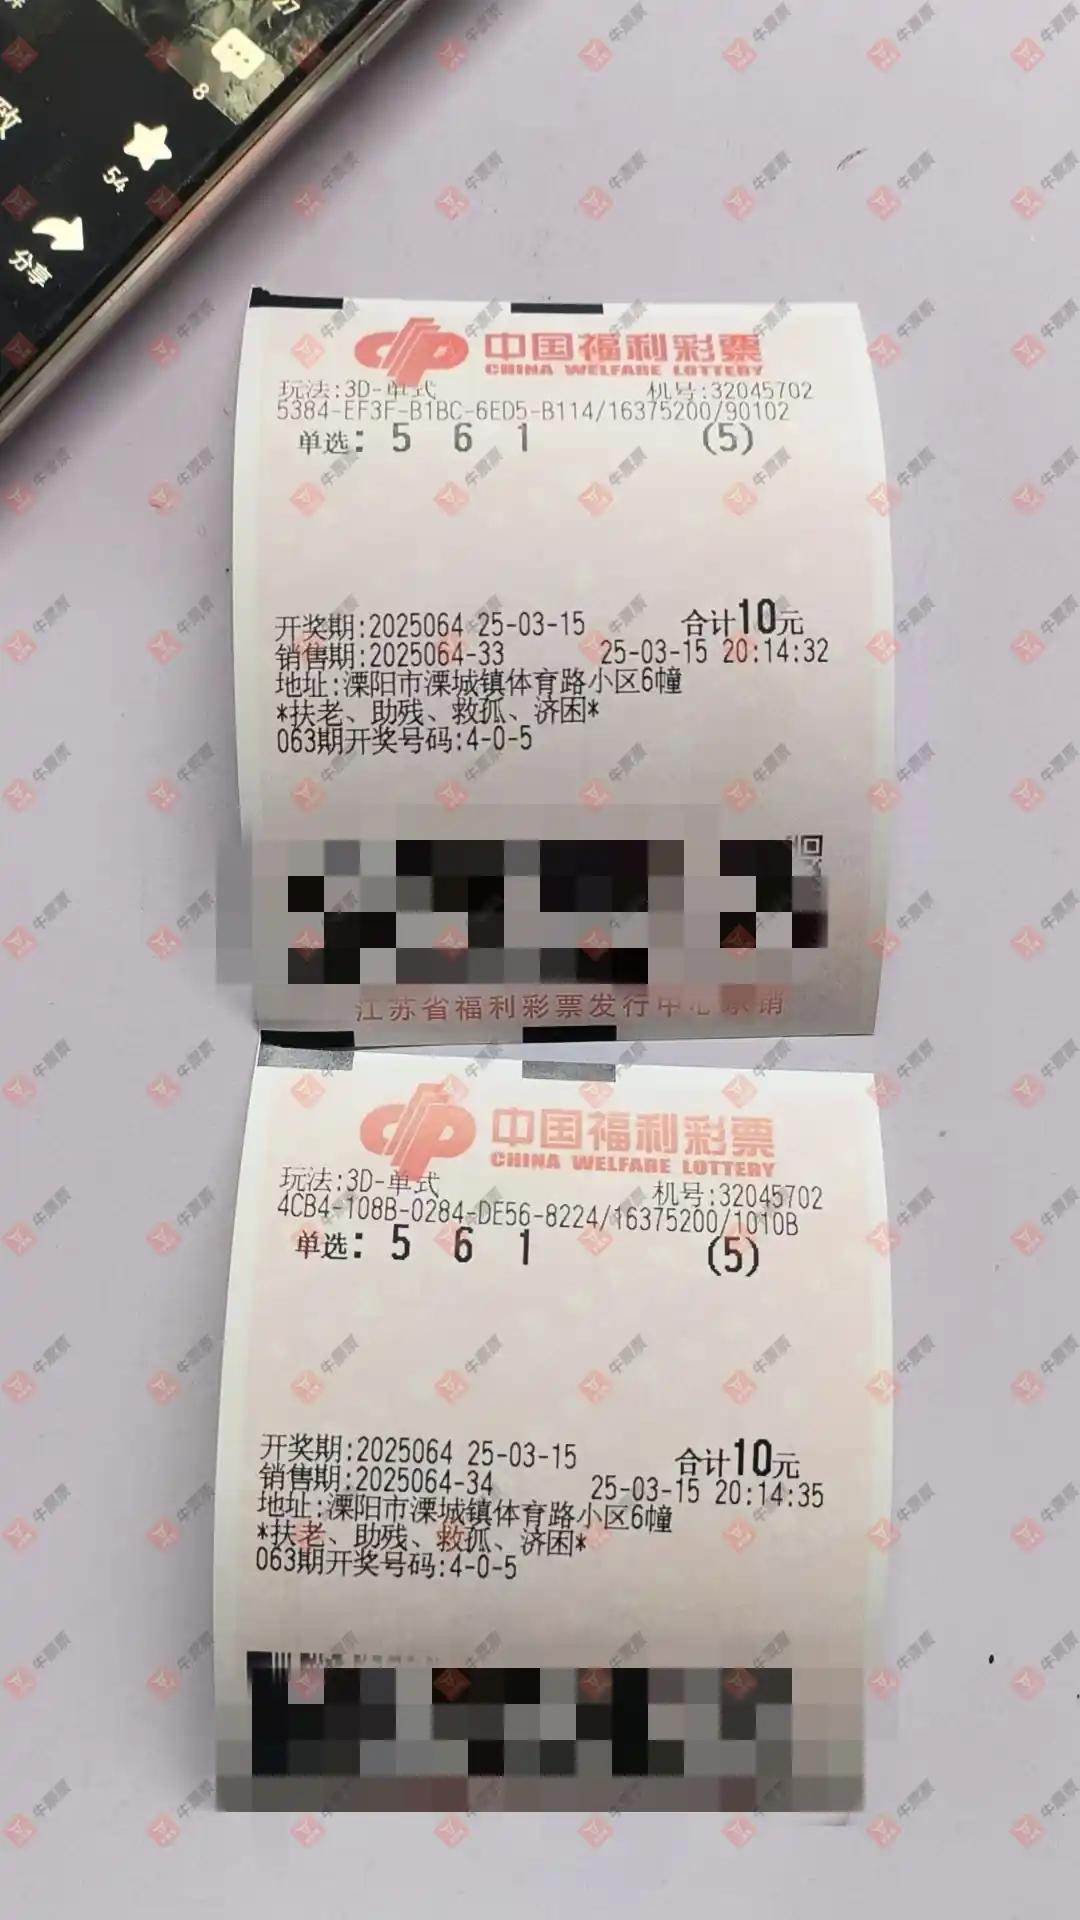 致
27
8
54
分享
中国福利彩票
CHINA WELFARE LOTTERY
玩法:3D-单式 机号:32045702
5384-EF3F-B1BC-6ED5-B114/16375200/90102
单选: 5 6 1 (5)
开奖期:2025064 25-03-15 合计10元
销售期:2025064-33 25-03-15 20:14:32
地址:溧阳市溧城镇体育路小区6幢
*扶老、助残、救孤、济困*
063期开奖号码:4-0-5
江苏省福利彩票发行中心承销
中国福利彩票
CHINA WELFARE LOTTERY
玩法:3D-单式 机号:32045702
4CB4-108B-0284-DE56-8224/16375200/1010B
单选: 5 6 1 (5)
开奖期:2025064 25-03-15 合计10元
销售期:2025064-34 25-03-15 20:14:35
地址:溧阳市溧城镇体育路小区6幢
*扶老、助残、救孤、济困*
063期开奖号码:4-0-5
牛票票